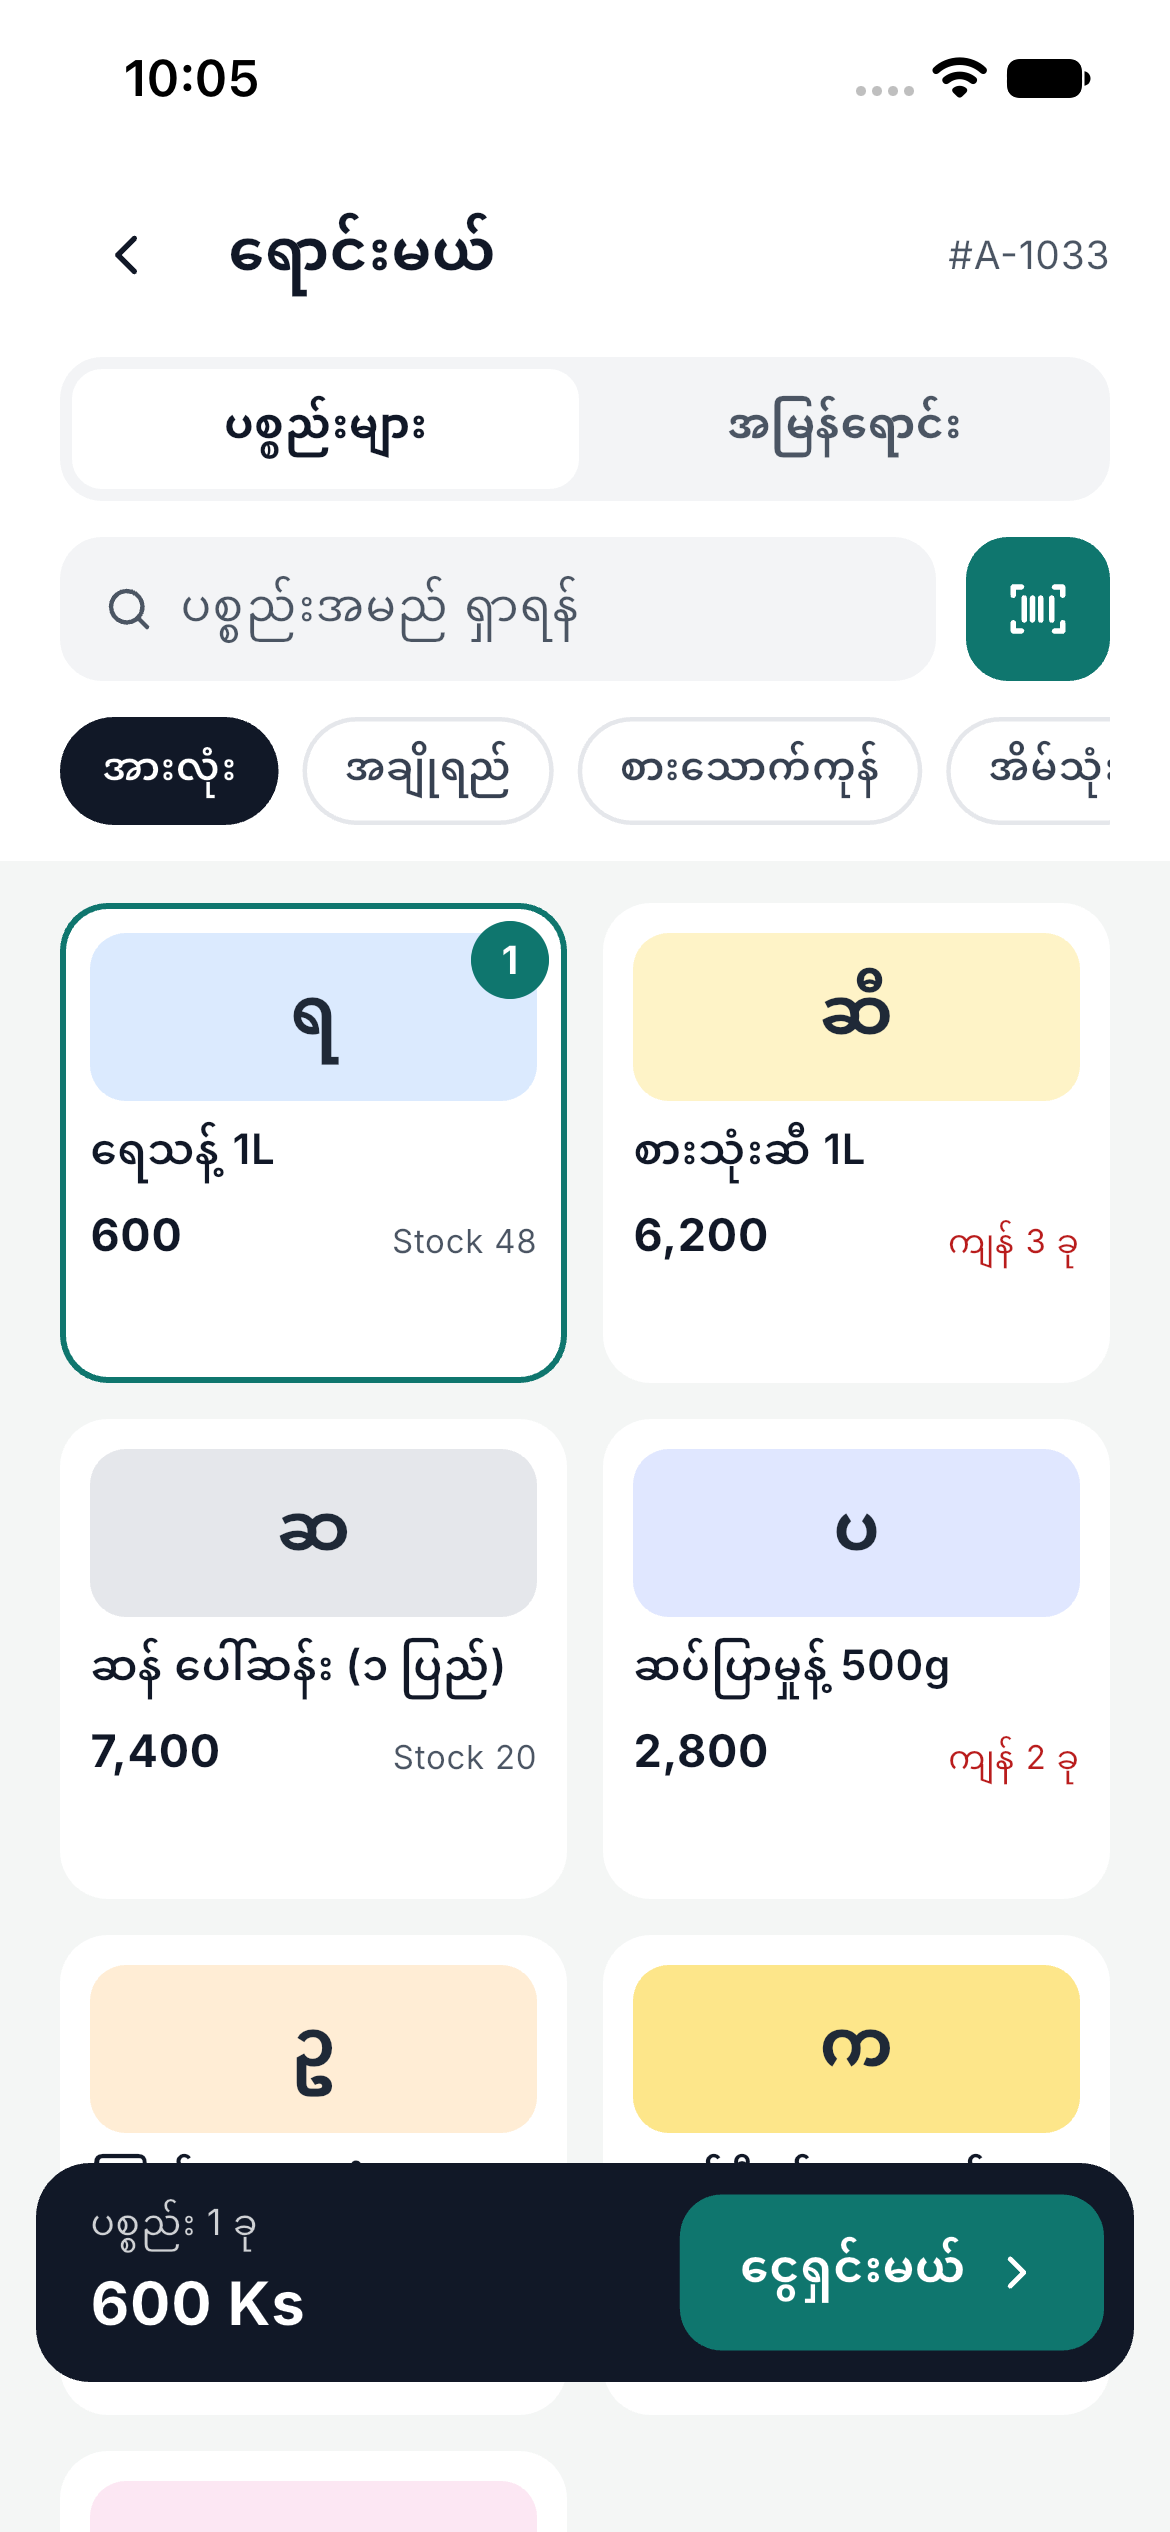 10:05
ရောင်းမယ်
#A-1033
ပစ္စည်းများ
အမြန်ရောင်း
ပစ္စည်းအမည် ရှာရန်
အားလုံး
အချိုရည်
စားသောက်ကုန်
အိမ်သုံး
1
ရ
ဆီ
ရေသန့် 1L
စားသုံးဆီ 1L
600
Stock 48
6,200
ကျန် 3 ခု
ဆ
ပ
ဆန် ပေါ်ဆန်း (၁ ပြည်)
ဆပ်ပြာမှုန့် 500g
7,400
Stock 20
2,800
ကျန် 2 ခု
ဥ
က
ပစ္စည်း 1 ခု
600 Ks
ငွေရှင်းမယ်